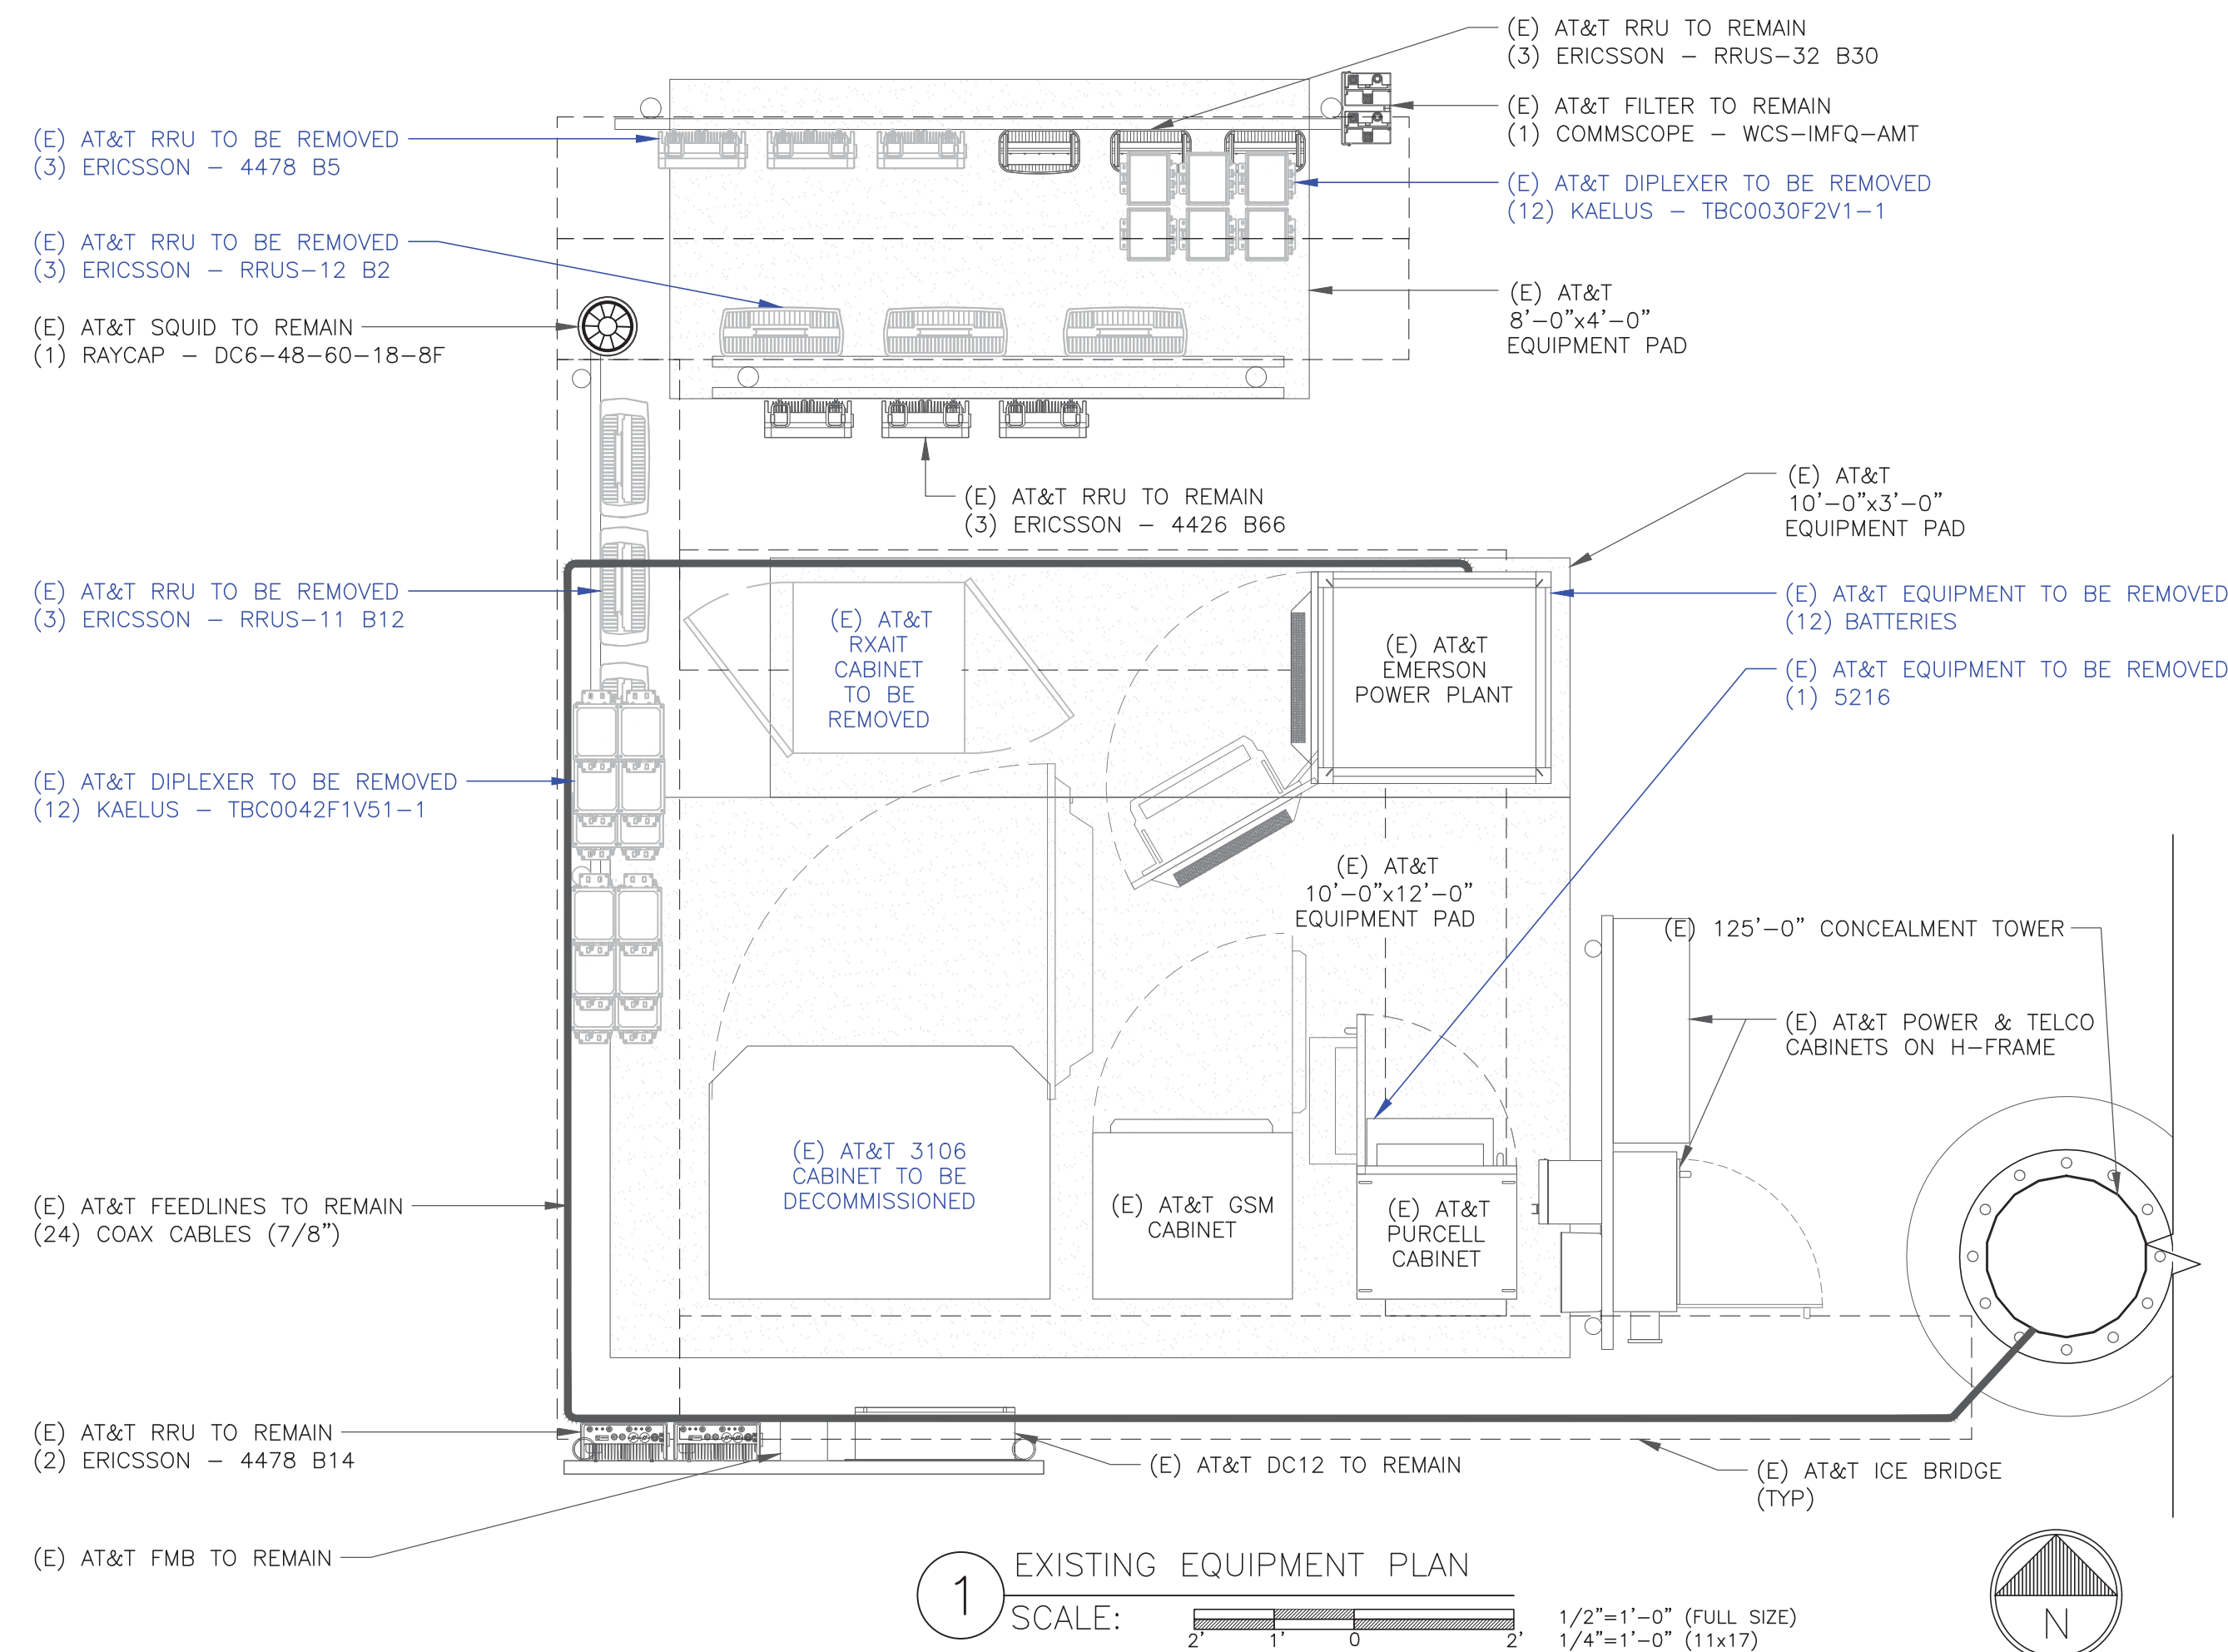 (E) AT&T RRU TO REMAIN
(3) ERICSSON – RRUS–32 B30
(E) AT&T FILTER TO REMAIN
(1) COMMSCOPE – WCS–IMFQ–AMT
(E) AT&T RRU TO BE REMOVED
(3) ERICSSON – 4478 B5
(E) AT&T DIPLEXER TO BE REMOVED
(12) KAELUS – TBC0030F2V1–1
(E) AT&T RRU TO BE REMOVED
(3) ERICSSON – RRUS–12 B2
(E) AT&T
8'–0"x4'–0"
EQUIPMENT PAD
(E) AT&T SQUID TO REMAIN
(1) RAYCAP – DC6–48–60–18–8F
(E) AT&T RRU TO REMAIN
(3) ERICSSON – 4426 B66
(E) AT&T
10'–0"x3'–0"
EQUIPMENT PAD
(E) AT&T RRU TO BE REMOVED
(3) ERICSSON – RRUS–11 B12
(E) AT&T
RXAIT
CABINET
TO BE
REMOVED
(E) AT&T
EMERSON
POWER PLANT
(E) AT&T EQUIPMENT TO BE REMOVED
(12) BATTERIES
(E) AT&T EQUIPMENT TO BE REMOVED
(1) 5216
(E) AT&T DIPLEXER TO BE REMOVED
(12) KAELUS – TBC0042F1V51–1
(E) AT&T
10'–0"x12'–0"
EQUIPMENT PAD
(E) 125'–0" CONCEALMENT TOWER
(E) AT&T POWER & TELCO
CABINETS ON H–FRAME
(E) AT&T 3106
CABINET TO BE
DECOMMISSIONED
(E) AT&T GSM
CABINET
(E) AT&T
PURCELL
CABINET
(E) AT&T FEEDLINES TO REMAIN
(24) COAX CABLES (7/8")
(E) AT&T RRU TO REMAIN
(2) ERICSSON – 4478 B14
(E) AT&T DC12 TO REMAIN
(E) AT&T ICE BRIDGE
(TYP)
(E) AT&T FMB TO REMAIN
1
EXISTING EQUIPMENT PLAN
SCALE:
2' 1' 0 2'
1/2"=1'–0" (FULL SIZE)
1/4"=1'–0" (11x17)
N